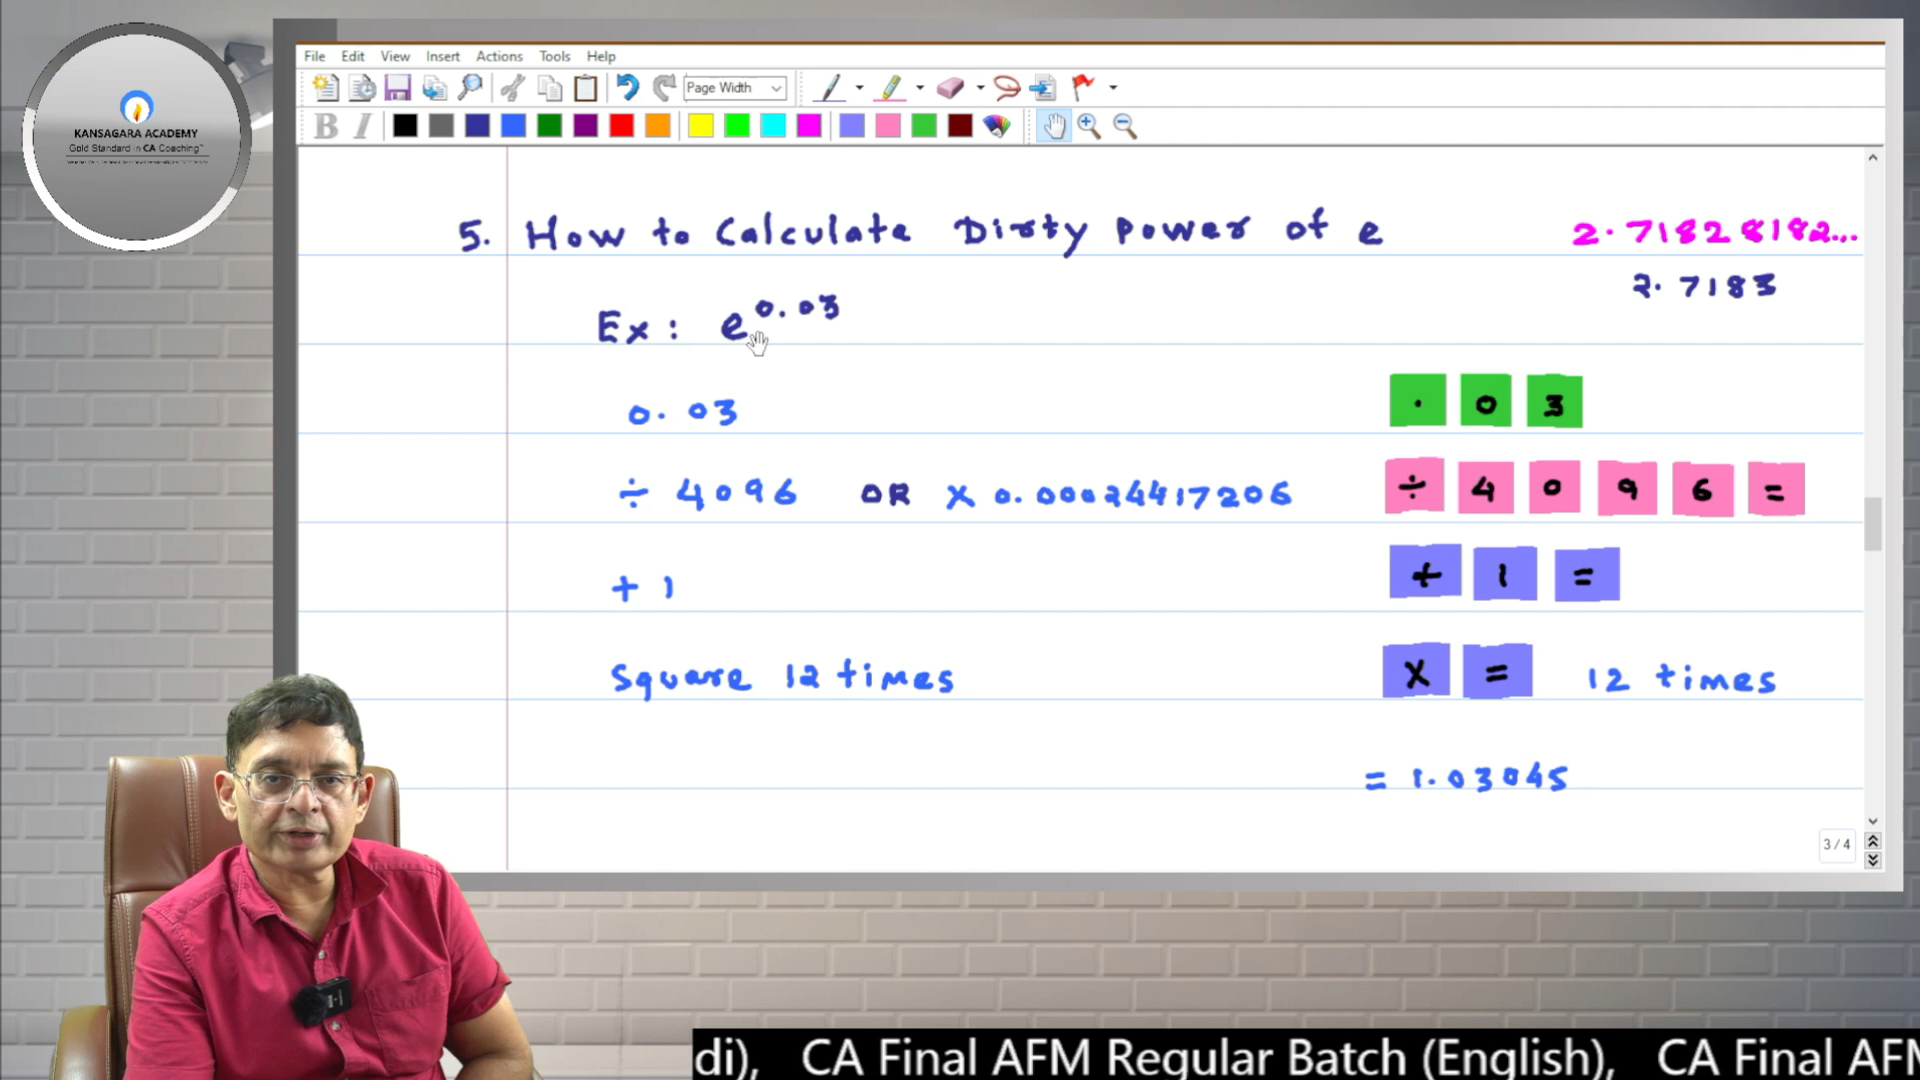 KANSAGARA ACADEMY
Gold Standard in CA Coaching™
File Edit View Insert Actions Tools Help
Page Width
B I
5. How to Calculate Dirty Power of e 2.71828182...
2.7183
Ex: e^0.03
0.03 . 0 3
÷ 4096 OR X 0.00024417206 ÷ 4 0 9 6 =
+ 1 + 1 =
Square 12 times X = 12 times
= 1.03045
3 / 4
di), CA Final AFM Regular Batch (English), CA Final AFM